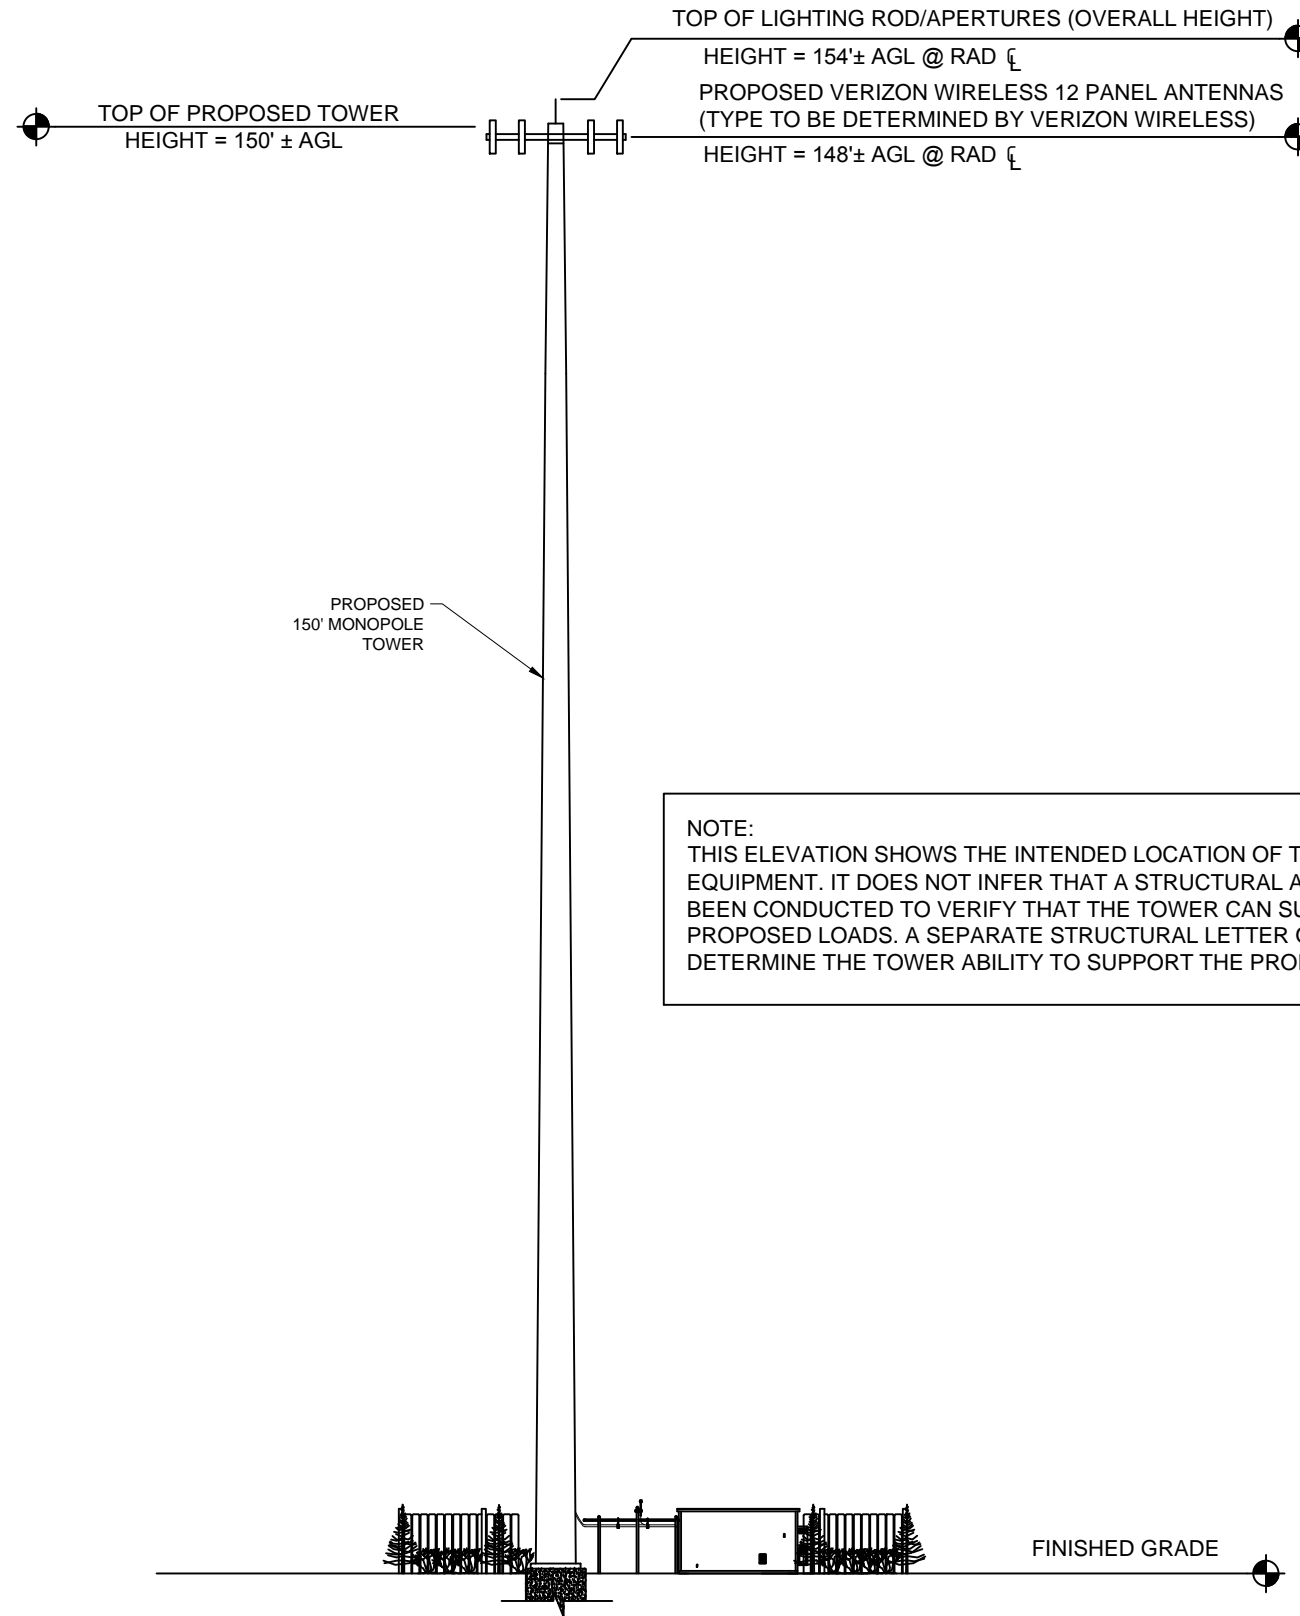 TOP OF LIGHTING ROD/APERTURES (OVERALL HEIGHT)
HEIGHT = 154'± AGL @ RAD ℄
PROPOSED VERIZON WIRELESS 12 PANEL ANTENNAS
(TYPE TO BE DETERMINED BY VERIZON WIRELESS)
HEIGHT = 148'± AGL @ RAD ℄
TOP OF PROPOSED TOWER
HEIGHT = 150' ± AGL
PROPOSED
150' MONOPOLE
TOWER
NOTE:
THIS ELEVATION SHOWS THE INTENDED LOCATION OF
EQUIPMENT. IT DOES NOT INFER THAT A STRUCTURAL
BEEN CONDUCTED TO VERIFY THAT THE TOWER CAN
PROPOSED LOADS. A SEPARATE STRUCTURAL LETTER
DETERMINE THE TOWER ABILITY TO SUPPORT THE
FINISHED GRADE